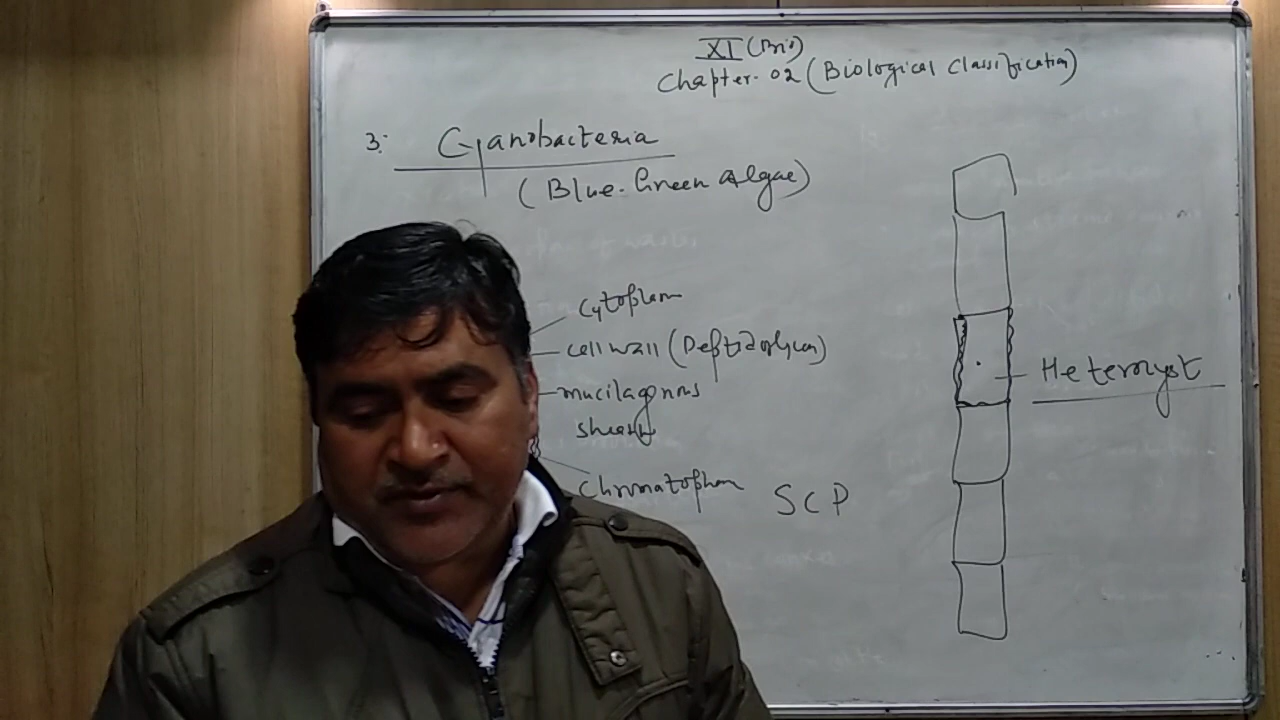 XI (Bio)
Chapter-02 (Biological Classification)
3:- Cyanobacteria
(Blue-Green Algae)
Cytoplasm
cell wall (Peptidoglycan)
mucilagenous
sheath
Chromatophore
SCP
Heterocyst